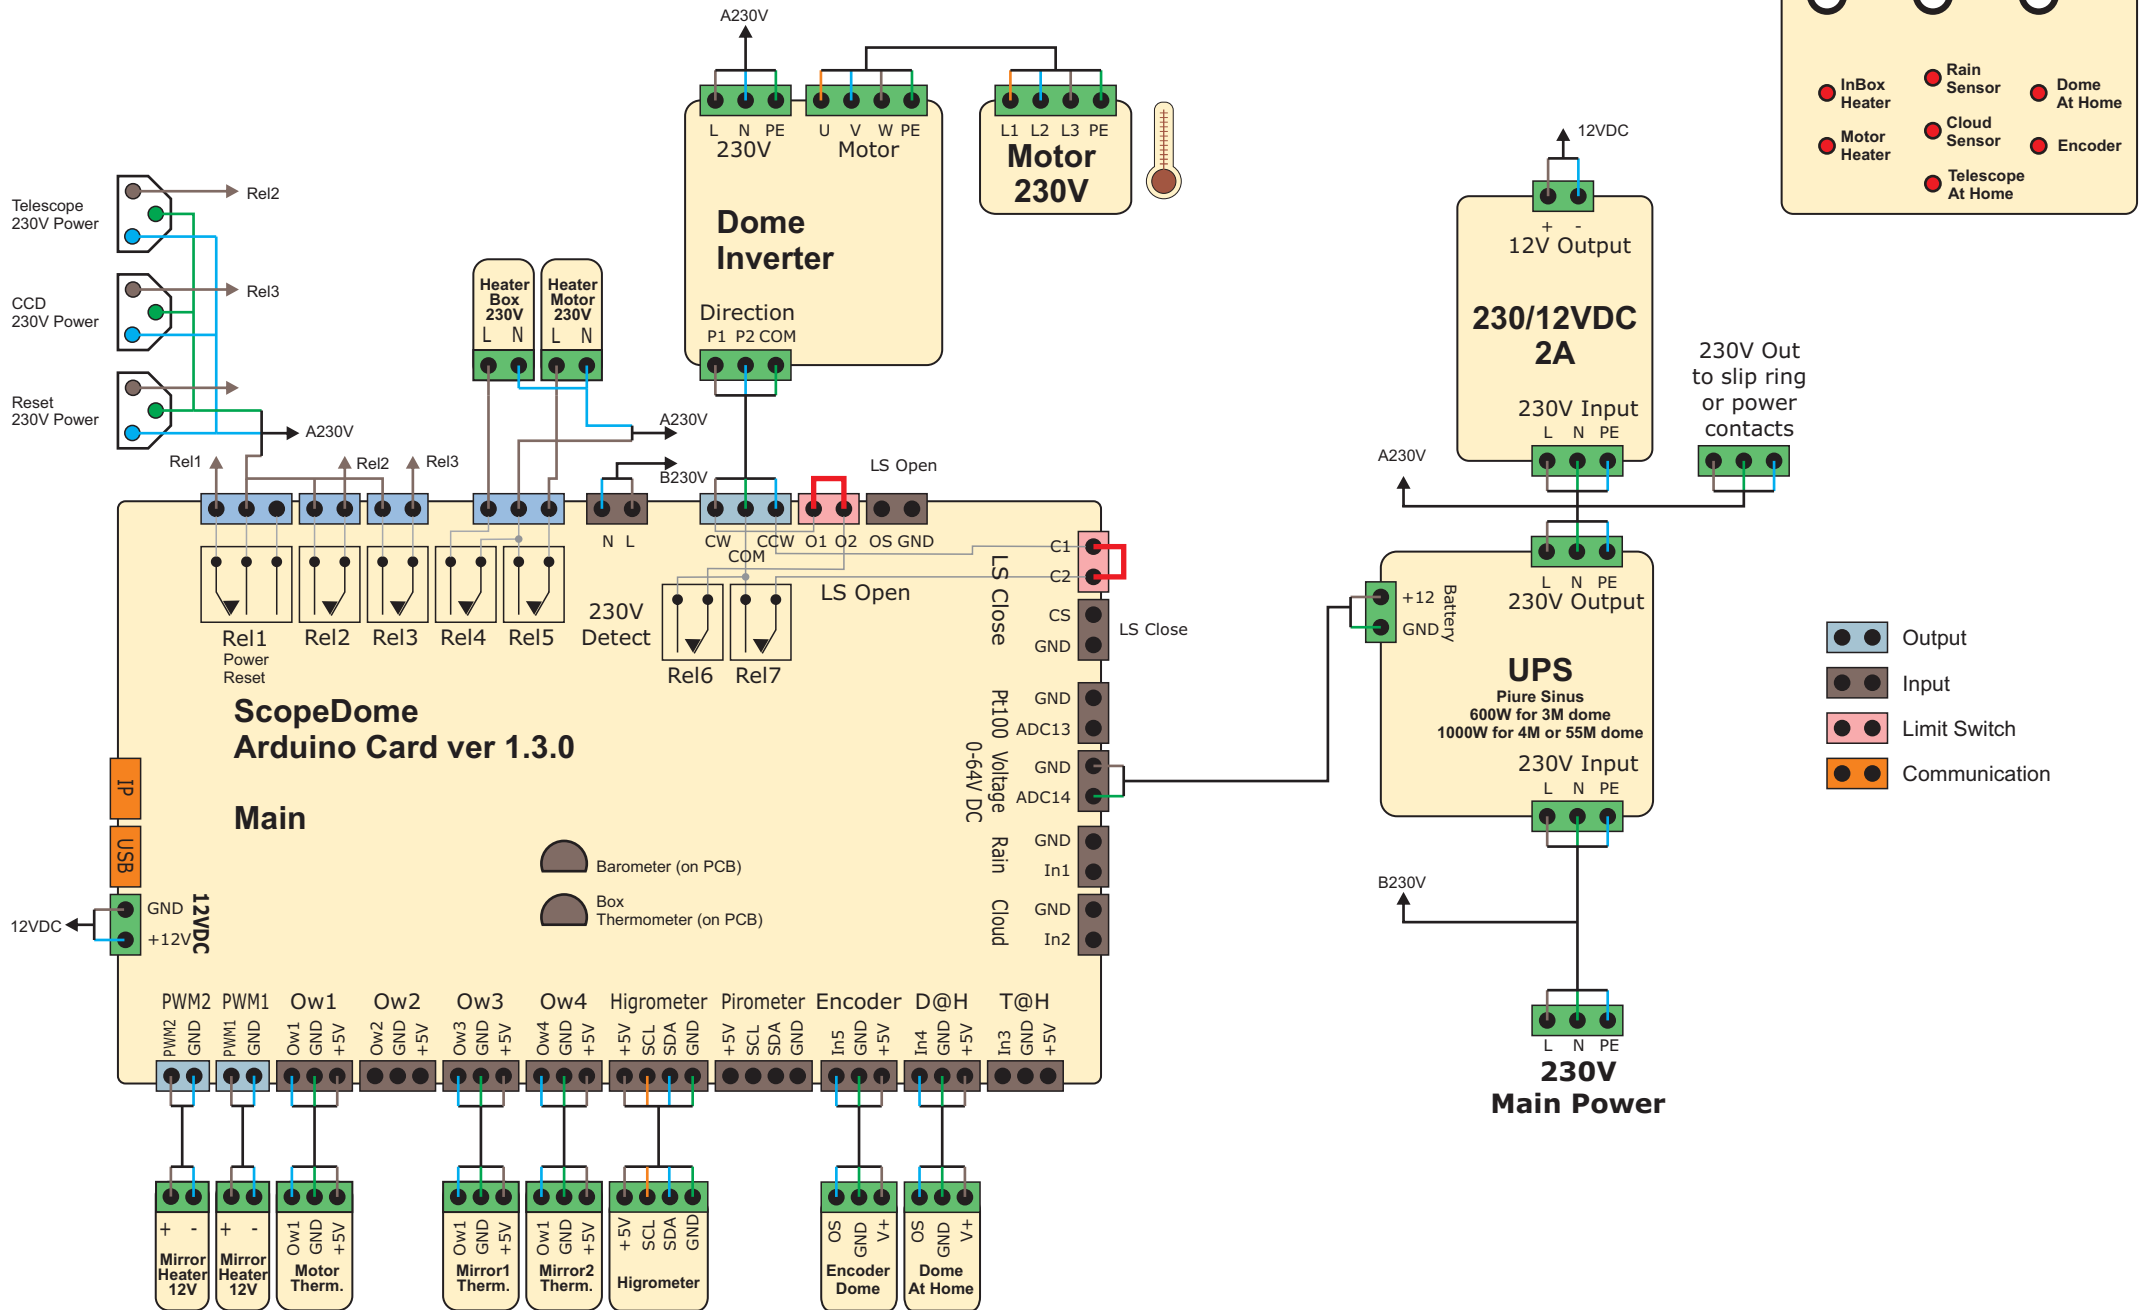 A230V
L N PE
230V
U V W PE
Motor
L1 L2 L3 PE
Motor
230V
Dome
Inverter
Direction
P1 P2 COM
InBox
Heater
Motor
Heater
Rain
Sensor
Cloud
Sensor
Telescope
At Home
Dome
At Home
Encoder
Telescope
230V Power
Rel2
CCD
230V Power
Rel3
Reset
230V Power
A230V
Rel1
Rel2
Rel3
Heater
Box
230V
L N
Heater
Motor
230V
L N
A230V
B230V
LS Open
12VDC
+ -
12V Output
230/12VDC
2A
230V Input
L N PE
230V Out
to slip ring
or power
contacts
A230V
N L
CW
COM
CCW
O1 O2
OS GND
LS Open
230V
Detect
Rel1
Power
Reset
Rel2
Rel3
Rel4
Rel5
Rel6
Rel7
C1
C2
LS Close
CS
GND
LS Close
Pt100
GND
ADC13
Voltage
0-64V DC
GND
ADC14
Rain
GND
In1
Cloud
GND
In2
ScopeDome
Arduino Card ver 1.3.0
Main
IP
USB
Barometer (on PCB)
Box
Thermometer (on PCB)
12VDC
GND
+12V
12VDC
L N PE
230V Output
+12
GND
Battery
UPS
Piure Sinus
600W for 3M dome
1000W for 4M or 55M dome
230V Input
L N PE
B230V
L N PE
230V
Main Power
Output
Input
Limit Switch
Communication
PWM2 PWM1 Ow1 Ow2 Ow3 Ow4 Higrometer Pirometer Encoder D@H T@H
PWM2 GND
PWM1 GND
Ow1 GND +5V
Ow2 GND +5V
Ow3 GND +5V
Ow4 GND +5V
+5V SCL SDA GND
+5V SCL SDA GND
In5 GND +5V
In4 GND +5V
In3 GND +5V
+ -
Mirror
Heater
12V
+ -
Mirror
Heater
12V
Ow1 GND +5V
Motor
Therm.
Ow1 GND +5V
Mirror1
Therm.
Ow1 GND +5V
Mirror2
Therm.
+5V SCL SDA GND
Higrometer
OS GND V+
Encoder
Dome
OS GND V+
Dome
At Home